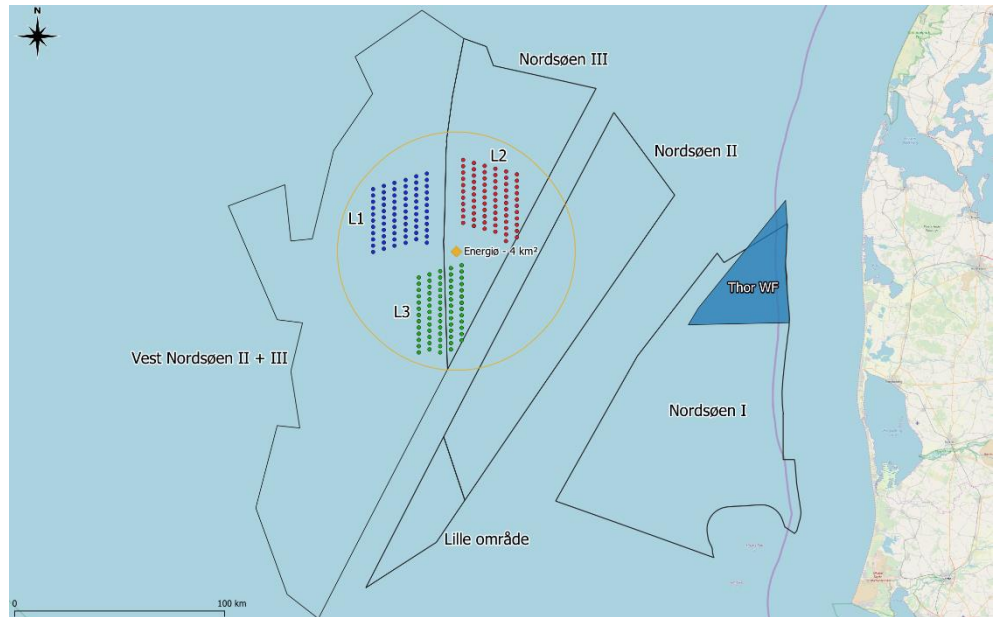 N
Nordsøen III
L2
Nordsøen II
L1
Energiø - 4 km²
Thor WF
L3
Vest Nordsøen II + III
Nordsøen I
Lille område
0
100 km